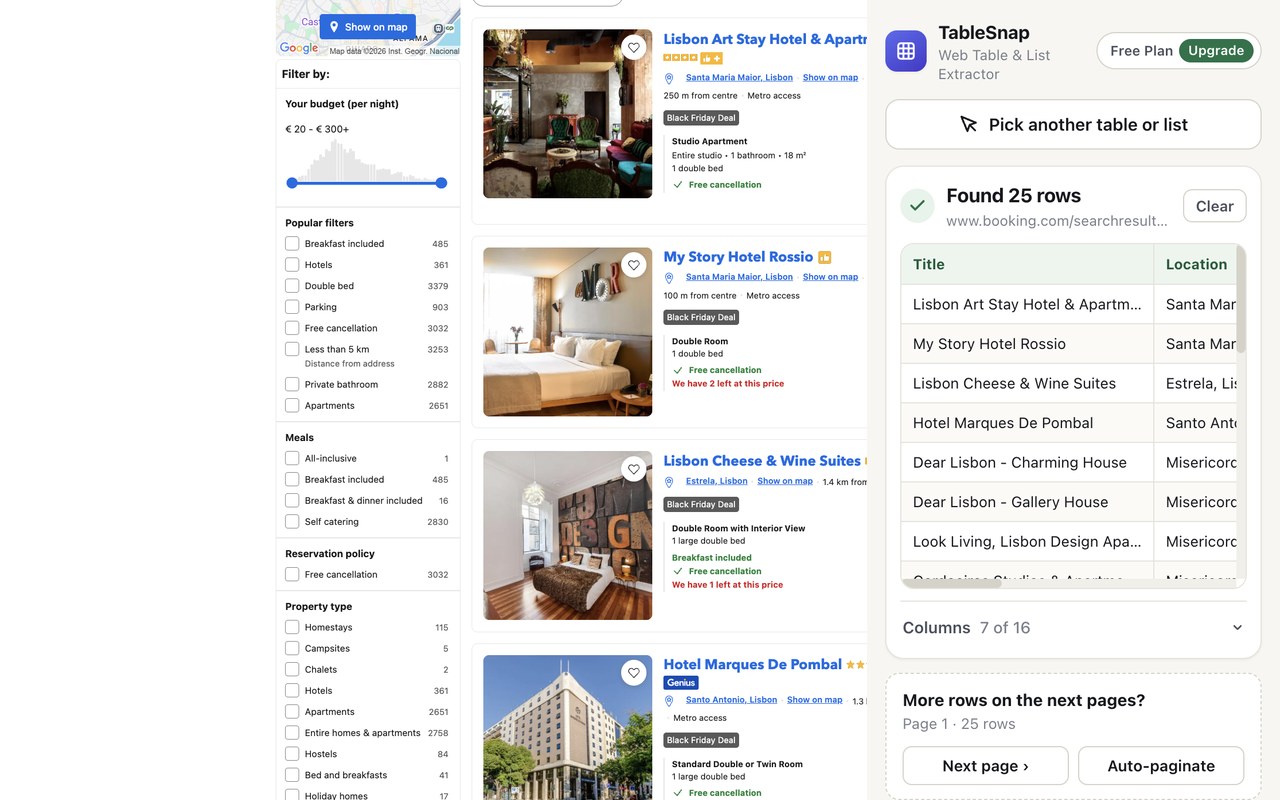 Show on map
ALFAMA
Google
Map data ©2026 Inst. Geogr. Nacional
Filter by:
Your budget (per night)
€ 20 - € 300+
Popular filters
Breakfast included 485
Hotels 361
Double bed 3379
Parking 903
Free cancellation 3032
Less than 5 km 3253
Distance from address
Private bathroom 2882
Apartments 2651
Meals
All-inclusive 1
Breakfast included 485
Breakfast & dinner included 16
Self catering 2830
Reservation policy
Free cancellation 3032
Property type
Homestays 115
Campsites 5
Chalets 2
Hotels 361
Apartments 2651
Entire homes & apartments 2758
Hostels 84
Bed and breakfasts 41
Holiday homes 17
Lisbon Art Stay Hotel & Apartr
Santa Maria Maior, Lisbon · Show on map ·
250 m from centre · Metro access
Black Friday Deal
Studio Apartment
Entire studio • 1 bathroom • 18 m²
1 double bed
Free cancellation
My Story Hotel Rossio
Santa Maria Maior, Lisbon · Show on map ·
100 m from centre · Metro access
Black Friday Deal
Double Room
1 double bed
Free cancellation
We have 2 left at this price
Lisbon Cheese & Wine Suites
Estrela, Lisbon · Show on map · 1.4 km from
Black Friday Deal
Double Room with Interior View
1 large double bed
Breakfast included
Free cancellation
We have 1 left at this price
Hotel Marques De Pombal
Genius
Santo Antonio, Lisbon · Show on map · 1.3
· Metro access
Black Friday Deal
Standard Double or Twin Room
1 large double bed
Free cancellation
TableSnap
Web Table & List
Extractor
Free Plan Upgrade
Pick another table or list
Found 25 rows
www.booking.com/searchresult...
Clear
Title Location
Lisbon Art Stay Hotel & Apartm... Santa Mar
My Story Hotel Rossio Santa Mar
Lisbon Cheese & Wine Suites Estrela, Lis
Hotel Marques De Pombal Santo Anto
Dear Lisbon - Charming House Misericord
Dear Lisbon - Gallery House Misericord
Look Living, Lisbon Design Apa... Misericord
Columns 7 of 16
More rows on the next pages?
Page 1 · 25 rows
Next page ›
Auto-paginate